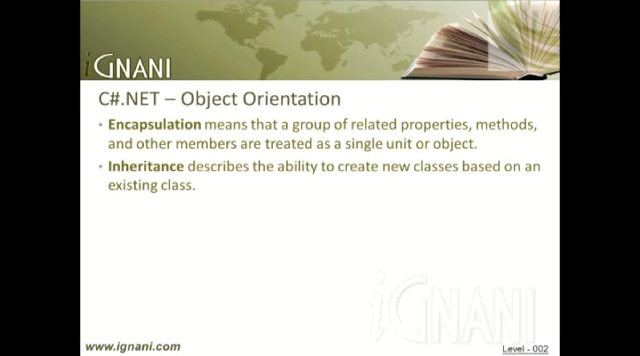 iGNANI
C#.NET – Object Orientation
• Encapsulation means that a group of related properties, methods,
and other members are treated as a single unit or object.
• Inheritance describes the ability to create new classes based on an
existing class.
iGNANI
www.ignani.com
Level - 002